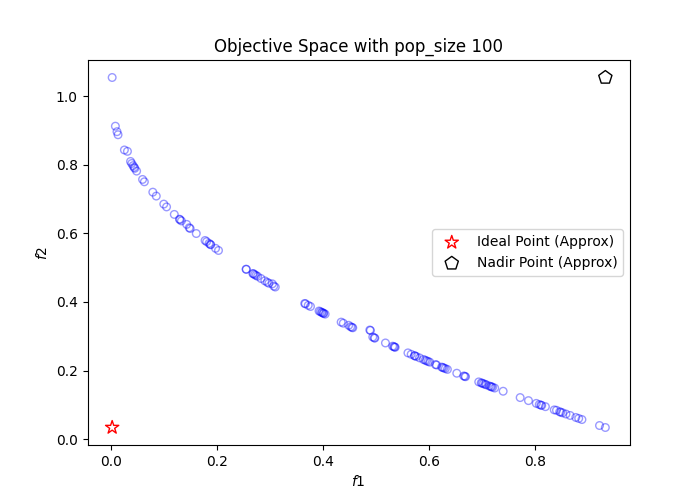 Objective Space with pop_size 100
f2
1.0
0.8
0.6
0.4
0.2
0.0
Ideal Point (Approx)
Nadir Point (Approx)
0.0 0.2 0.4 0.6 0.8
f1